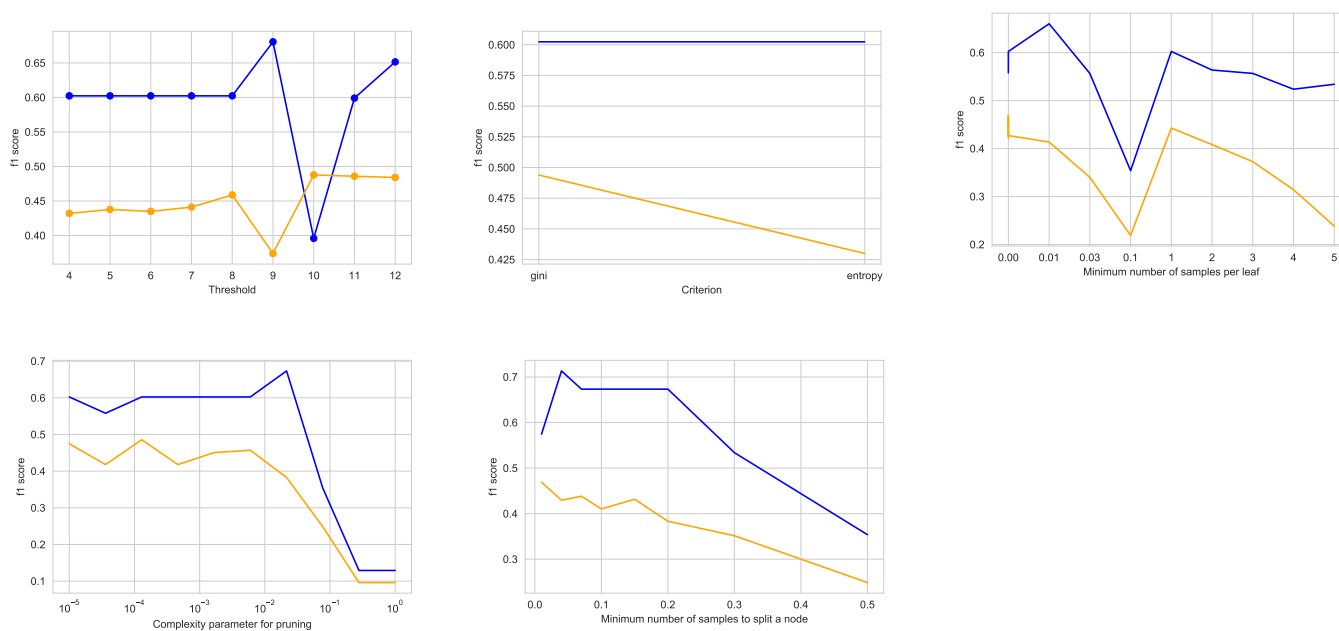 0.65
0.60
0.55
0.50
0.45
0.40
f1 score
4 5 6 7 8 9 10 11 12
Threshold
0.600
0.575
0.550
0.525
0.500
0.475
0.450
0.425
f1 score
gini entropy
Criterion
0.6
0.5
0.4
0.3
0.2
f1 score
0.00 0.01 0.03 0.1 1 2 3 4 5
Minimum number of samples per leaf
0.7
0.6
0.5
0.4
0.3
0.2
0.1
f1 score
10⁻⁵ 10⁻⁴ 10⁻³ 10⁻² 10⁻¹ 10⁰
Complexity parameter for pruning
0.7
0.6
0.5
0.4
0.3
f1 score
0.0 0.1 0.2 0.3 0.4 0.5
Minimum number of samples to split a node